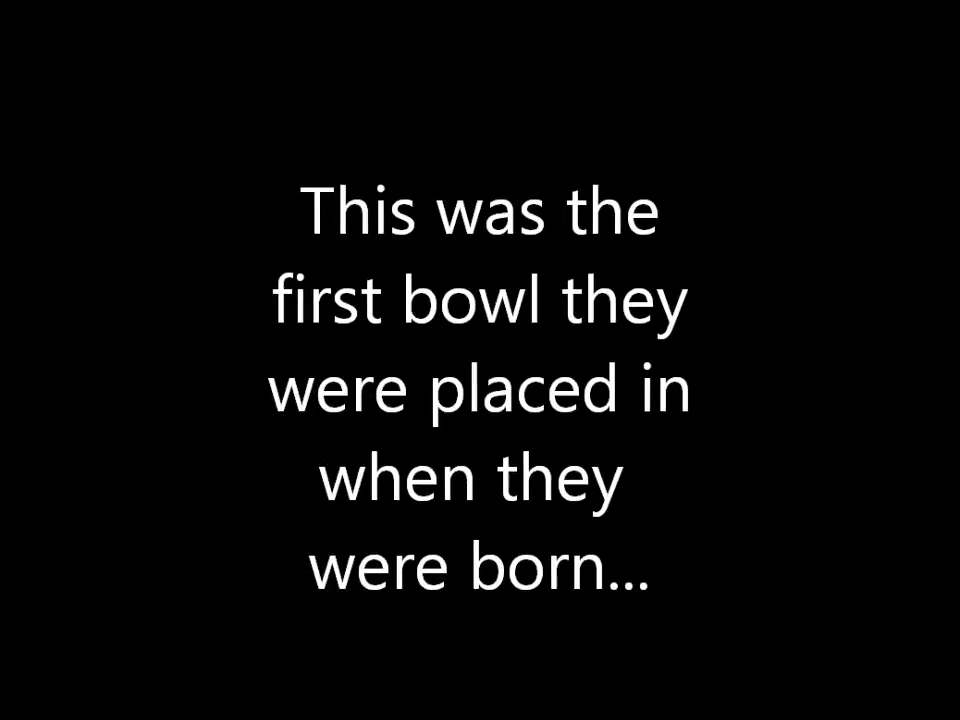 This was the
first bowl they
were placed in
when they
were born...